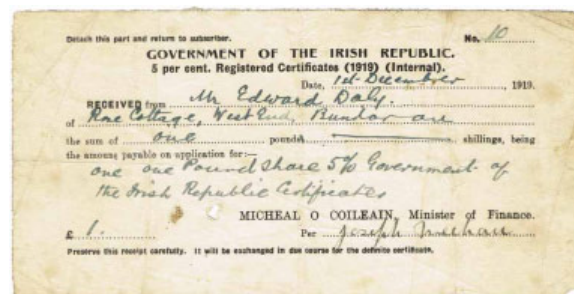 Detach this part and return to subscriber. No. 10
GOVERNMENT OF THE IRISH REPUBLIC.
5 per cent. Registered Certificates (1919) (Internal).
Date, 1st December 1919.
RECEIVED from Mr Edward Daly.
of Rose Cottage, West End, Bundoran
the sum of one pounds shillings, being
the amount payable on application for:—
one one Pound Share 5% Government of
the Irish Republic Certificates
MICHEAL O COILEAIN, Minister of Finance.
£ 1. Per Joseph
Preserve this receipt carefully. It will be exchanged in due course for the definite certificate.